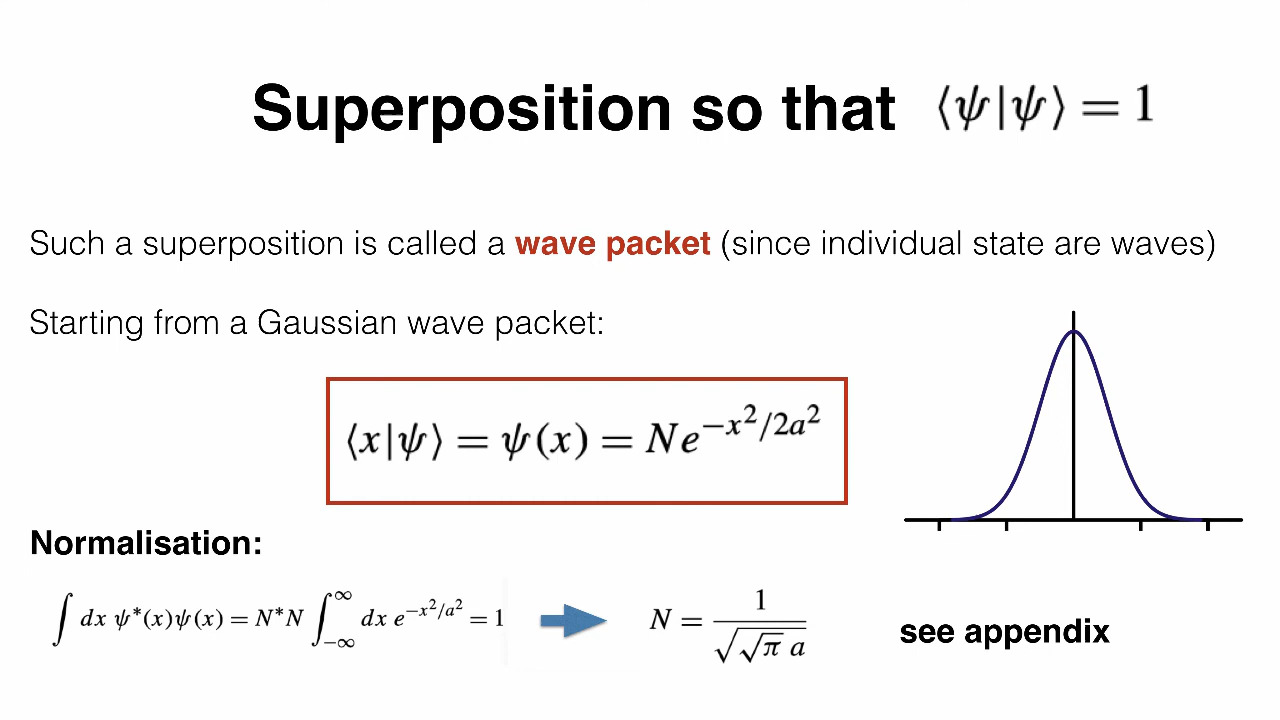 Superposition so that ⟨ψ|ψ⟩ = 1
Such a superposition is called a wave packet (since individual state are waves)
Starting from a Gaussian wave packet:
⟨x|ψ⟩ = ψ(x) = Ne^{−x²/2a²}
Normalisation:
∫ dx ψ*(x)ψ(x) = N*N ∫_{−∞}^{∞} dx e^{−x²/a²} = 1 N = 1/√(√π a)
see appendix